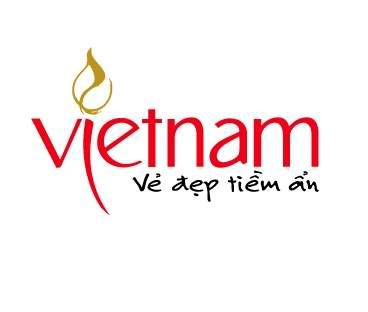 vietnam
Vẻ đẹp tiềm ẩn